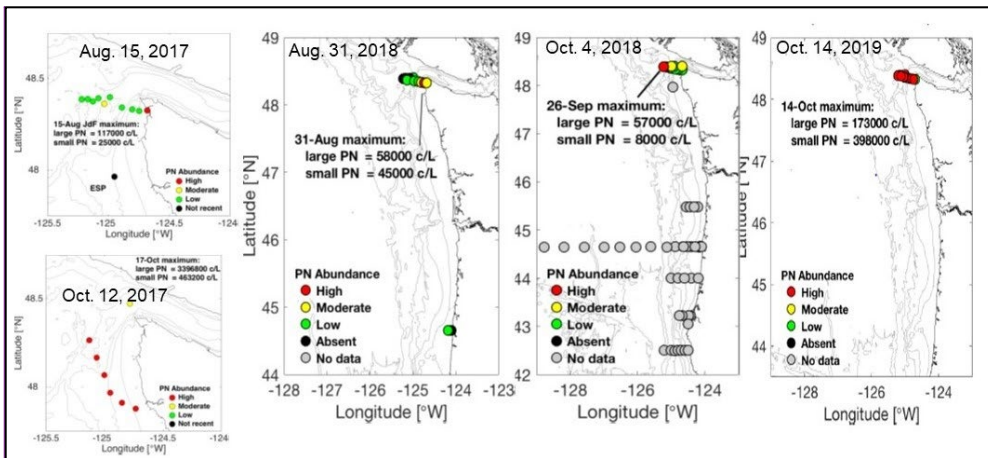 Aug. 15, 2017
48.5
48
Latitude [°N]
15-Aug JdF maximum:
large PN = 117000 c/L
small PN = 25000 c/L
ESP
PN Abundance
High
Moderate
Low
Not recent
-125.5
-125
-124.5
-124
Longitude [°W]
17-Oct maximum:
large PN = 3396800 c/L
small PN = 463200 c/L
Oct. 12, 2017
48.5
48
Latitude [°N]
PN Abundance
High
Moderate
Low
Not recent
-125.5
-125
-124.5
-124
Longitude [°W]
Aug. 31, 2018
49
48
47
46
45
44
Latitude [°N]
31-Aug maximum:
large PN = 58000 c/L
small PN = 45000 c/L
PN Abundance
High
Moderate
Low
Absent
No data
-128
-127
-126
-125
-124
-123
Longitude [°W]
Oct. 4, 2018
49
48
47
46
45
44
43
42
Latitude [°N]
26-Sep maximum:
large PN = 57000 c/L
small PN = 8000 c/L
PN Abundance
High
Moderate
Low
Absent
No data
-128
-126
-124
Longitude [°W]
Oct. 14, 2019
49
48
47
46
45
44
43
42
Latitude [°N]
14-Oct maximum:
large PN = 173000 c/L
small PN = 398000 c/L
PN Abundance
High
Moderate
Low
Absent
No data
-128
-126
-124
Longitude [°W]